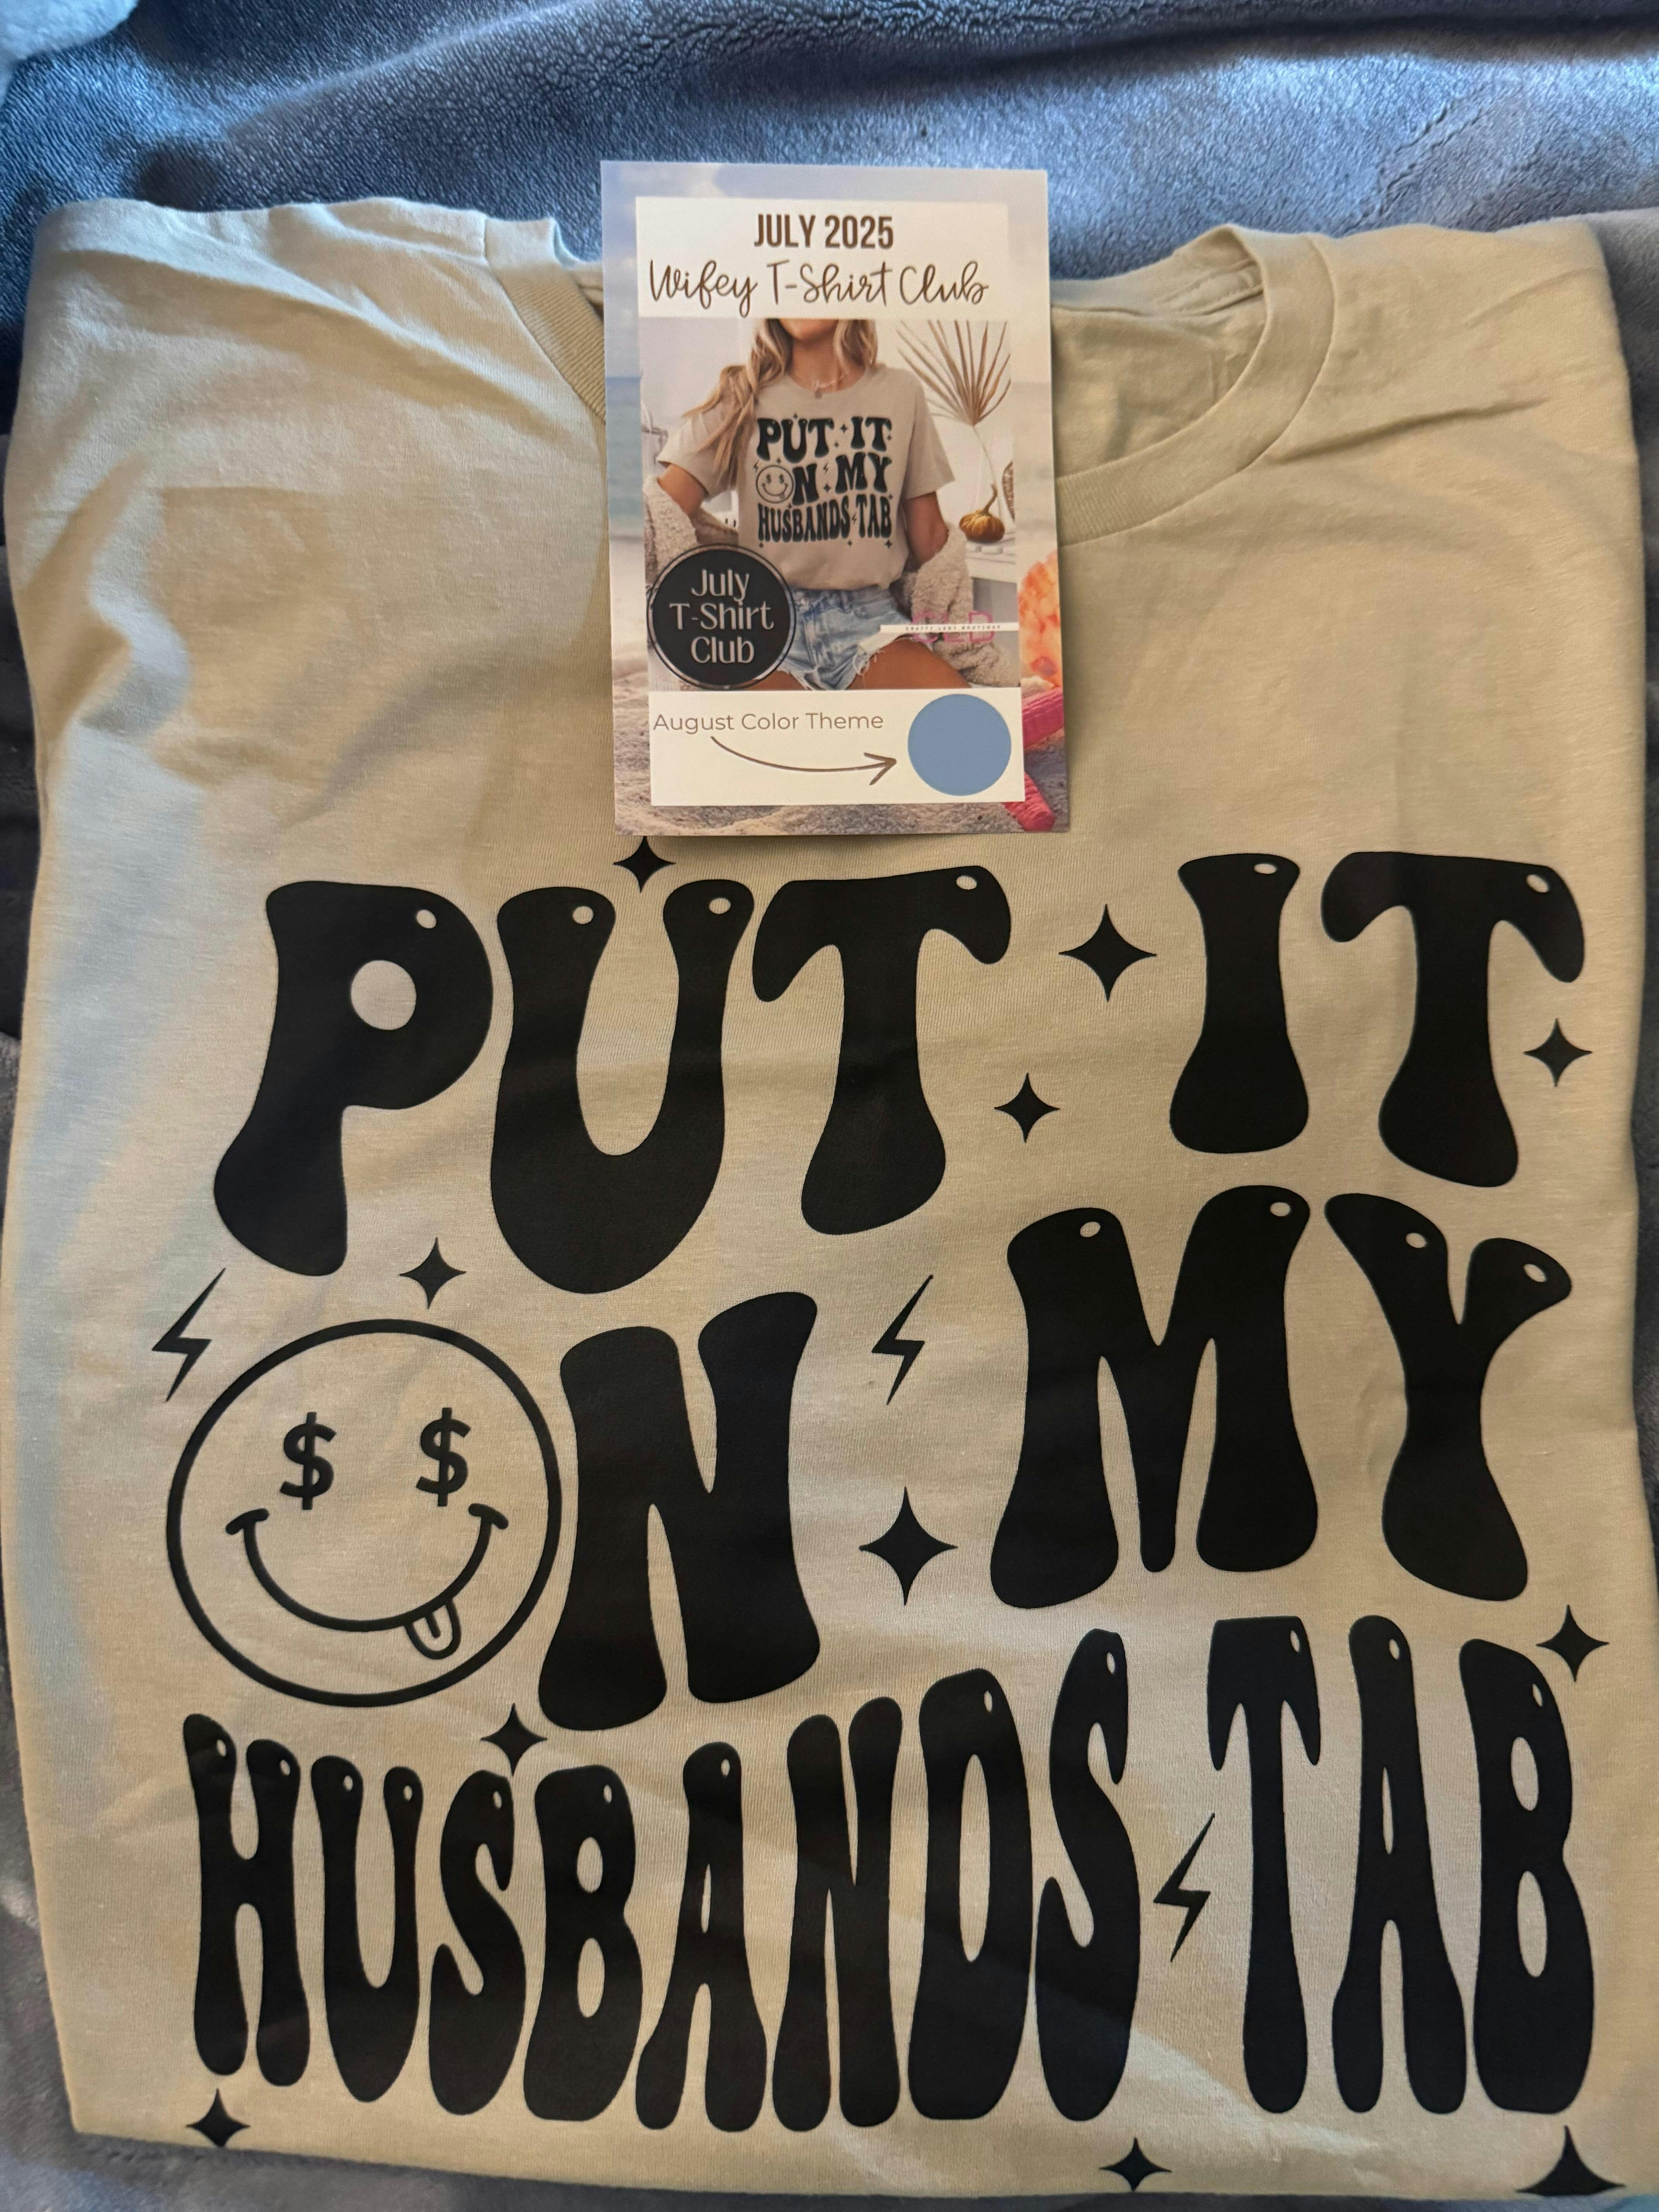 JULY 2025
Wifey T-Shirt Club
PUT IT
ON MY
HUSBANDS TAB
July
T-Shirt
Club
August Color Theme
PUT IT
ON MY
$ $
HUSBANDS TAB